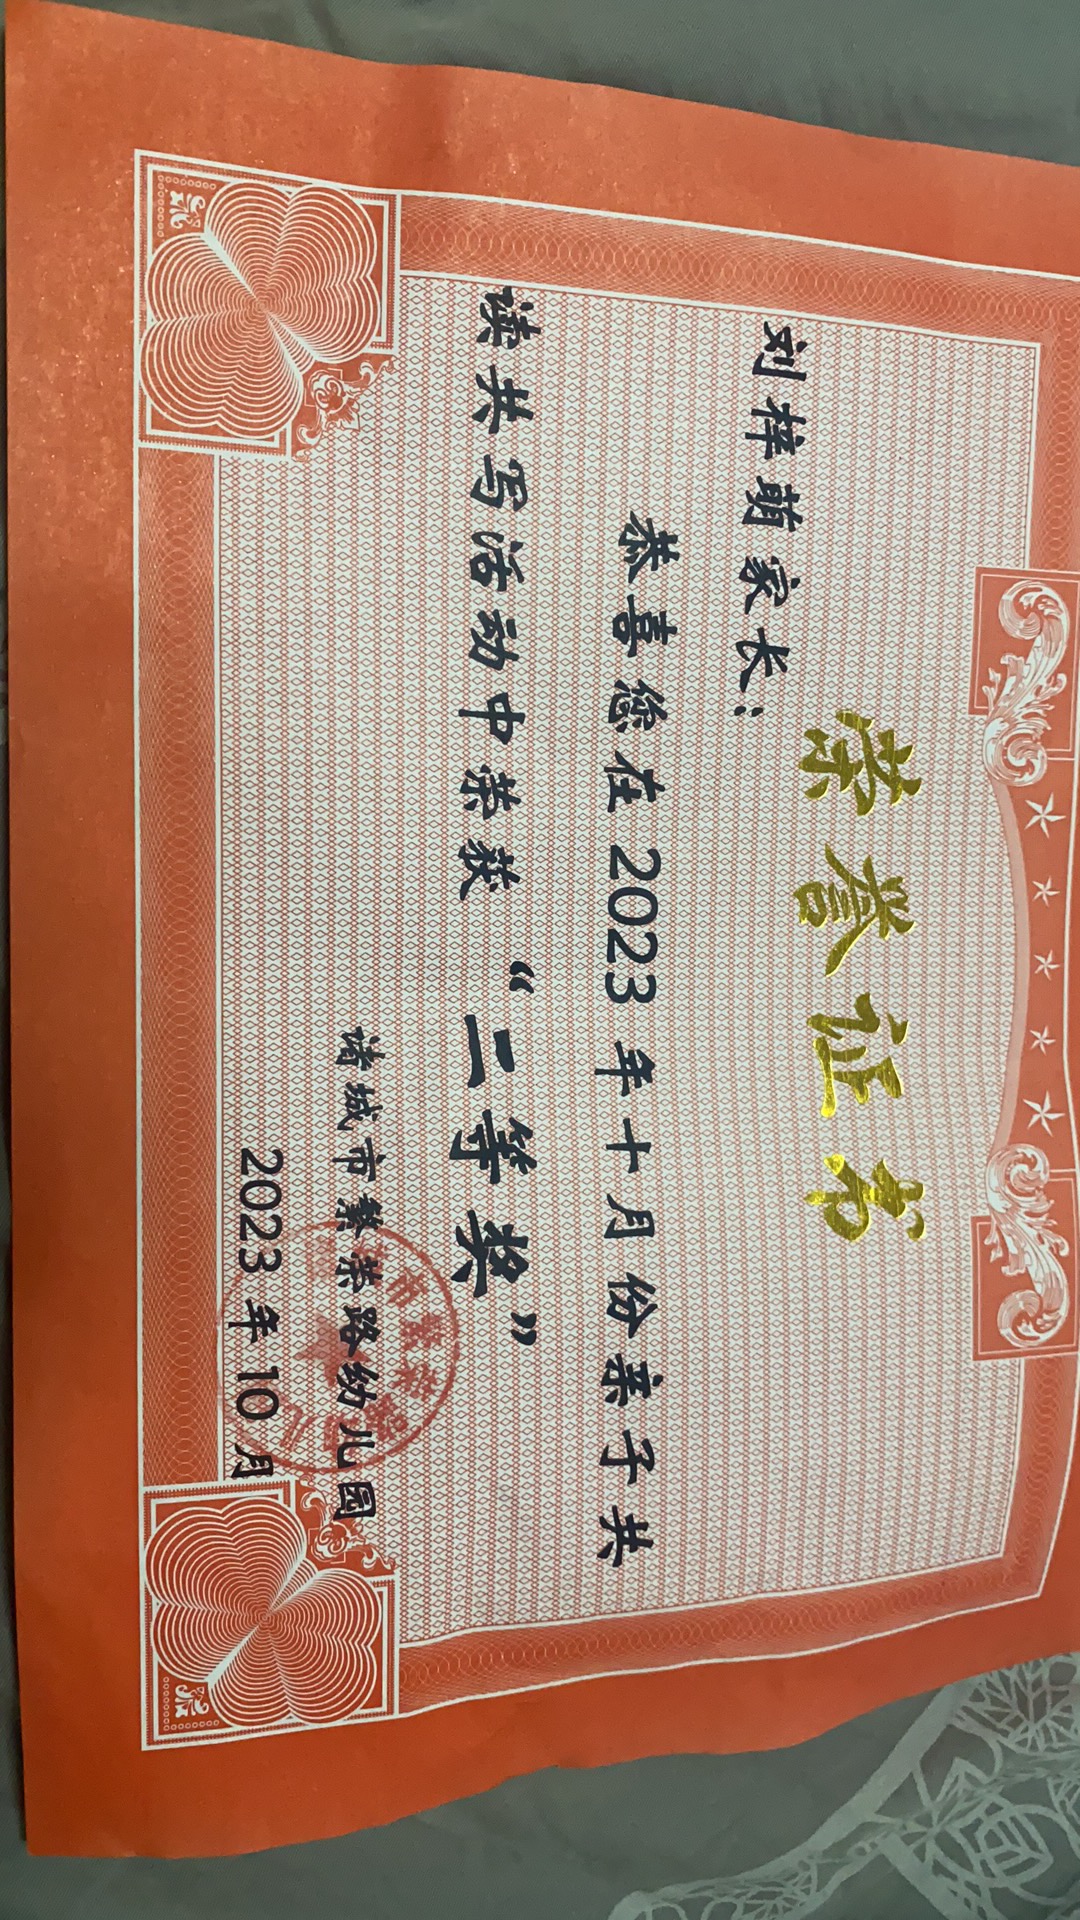 荣誉证书
刘梓萌家长：
恭喜您在2023年十月份亲子共
读共写活动中荣获“二等奖”
诸城市繁荣路幼儿园
2023年10月